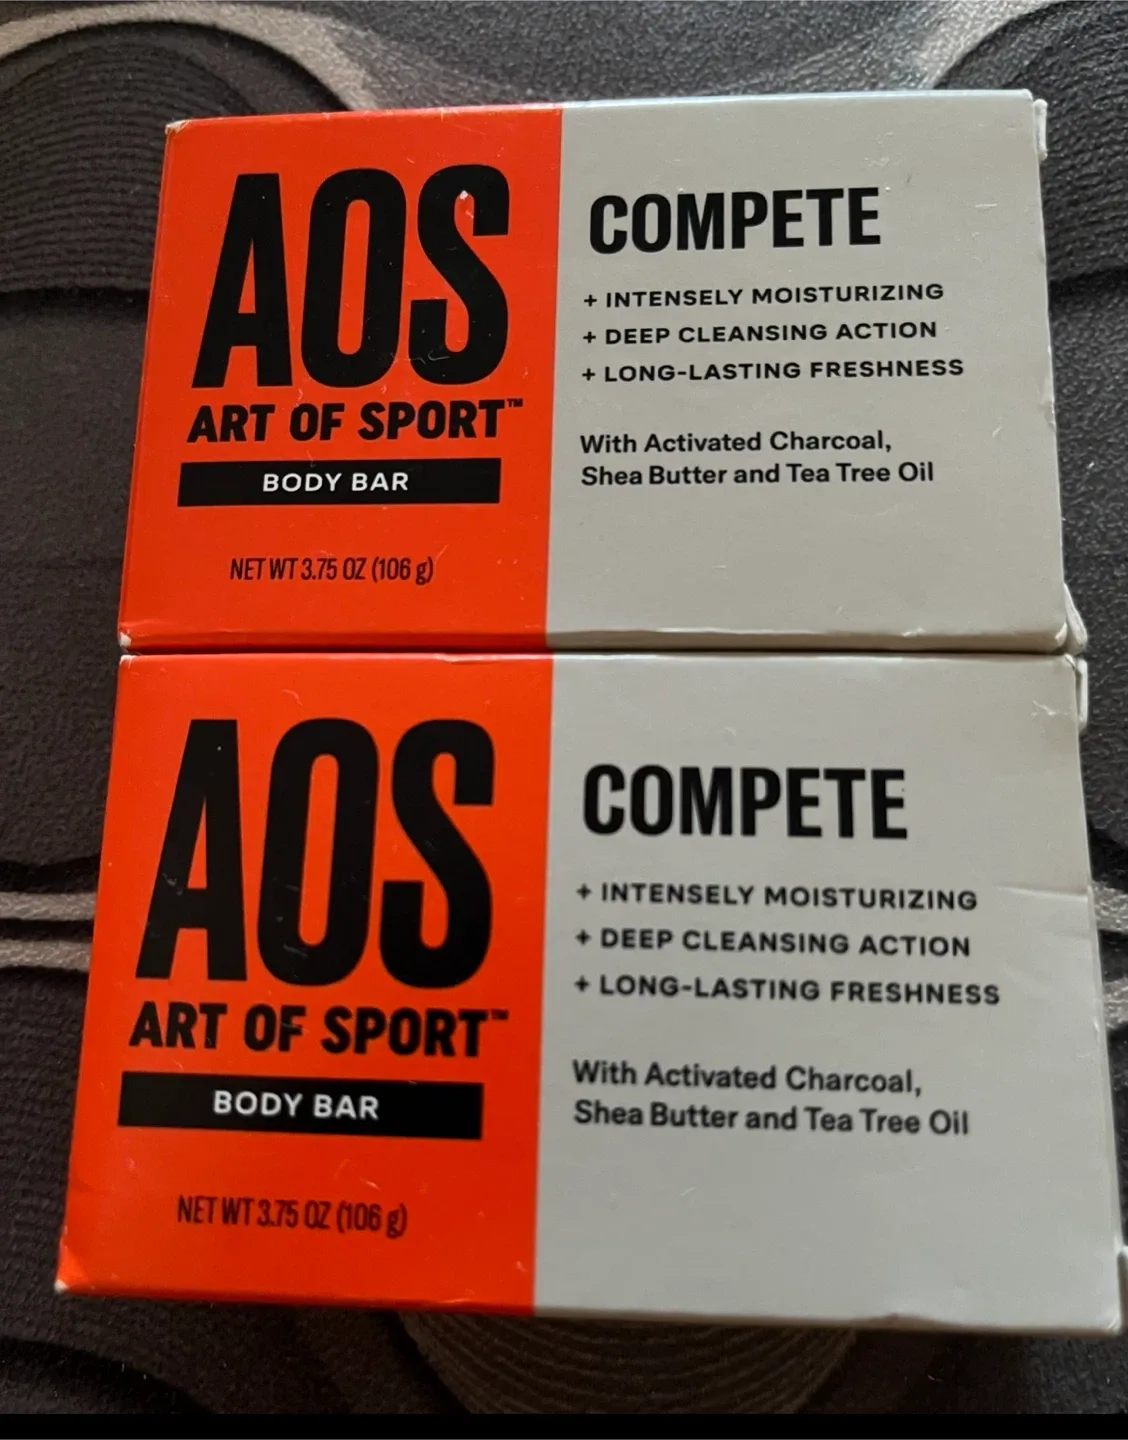 AOS
ART OF SPORT™
BODY BAR
NET WT 3.75 OZ (106 g)
COMPETE
+ INTENSELY MOISTURIZING
+ DEEP CLEANSING ACTION
+ LONG-LASTING FRESHNESS
With Activated Charcoal,
Shea Butter and Tea Tree Oil
AOS
ART OF SPORT™
BODY BAR
NET WT 3.75 OZ (106 g)
COMPETE
+ INTENSELY MOISTURIZING
+ DEEP CLEANSING ACTION
+ LONG-LASTING FRESHNESS
With Activated Charcoal,
Shea Butter and Tea Tree Oil